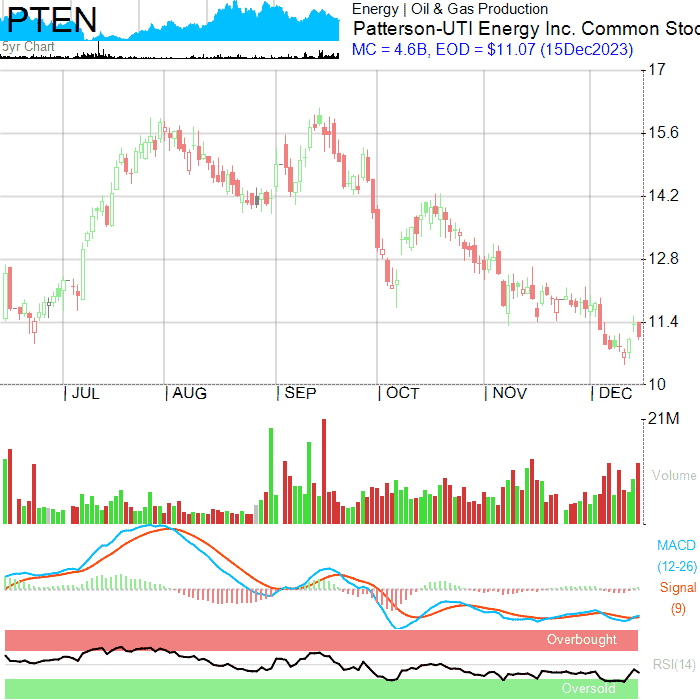 PTEN
5yr Chart
Energy | Oil & Gas Production
Patterson-UTI Energy Inc. Common Stoc
MC = 4.6B, EOD = $11.07 (15Dec2023)
17
15.6
14.2
12.8
11.4
10
JUL AUG SEP OCT NOV DEC
21M
Volume
MACD
(12-26)
Signal
(9)
Overbought
RSI(14)
Oversold